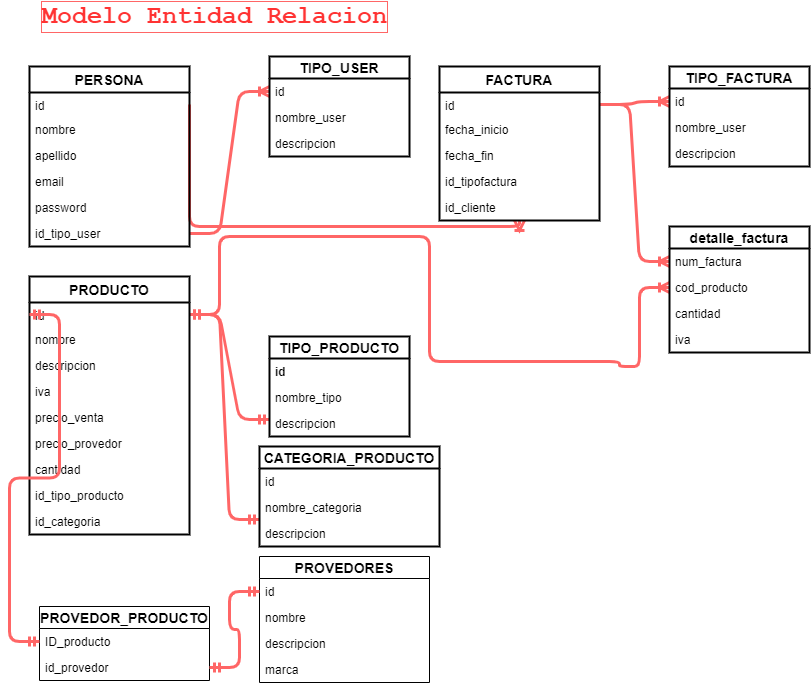 Modelo Entidad Relacion
PERSONA
id
nombre
apellido
email
password
id_tipo_user
TIPO_USER
id
nombre_user
descripcion
FACTURA
id
fecha_inicio
fecha_fin
id_tipofactura
id_cliente
TIPO_FACTURA
id
nombre_user
descripcion
detalle_factura
num_factura
cod_producto
cantidad
iva
PRODUCTO
id
nombre
descripcion
iva
precio_venta
precio_provedor
cantidad
id_tipo_producto
id_categoria
TIPO_PRODUCTO
id
nombre_tipo
descripcion
CATEGORIA_PRODUCTO
id
nombre_categoria
descripcion
PROVEDORES
id
nombre
descripcion
marca
PROVEDOR_PRODUCTO
ID_producto
id_provedor